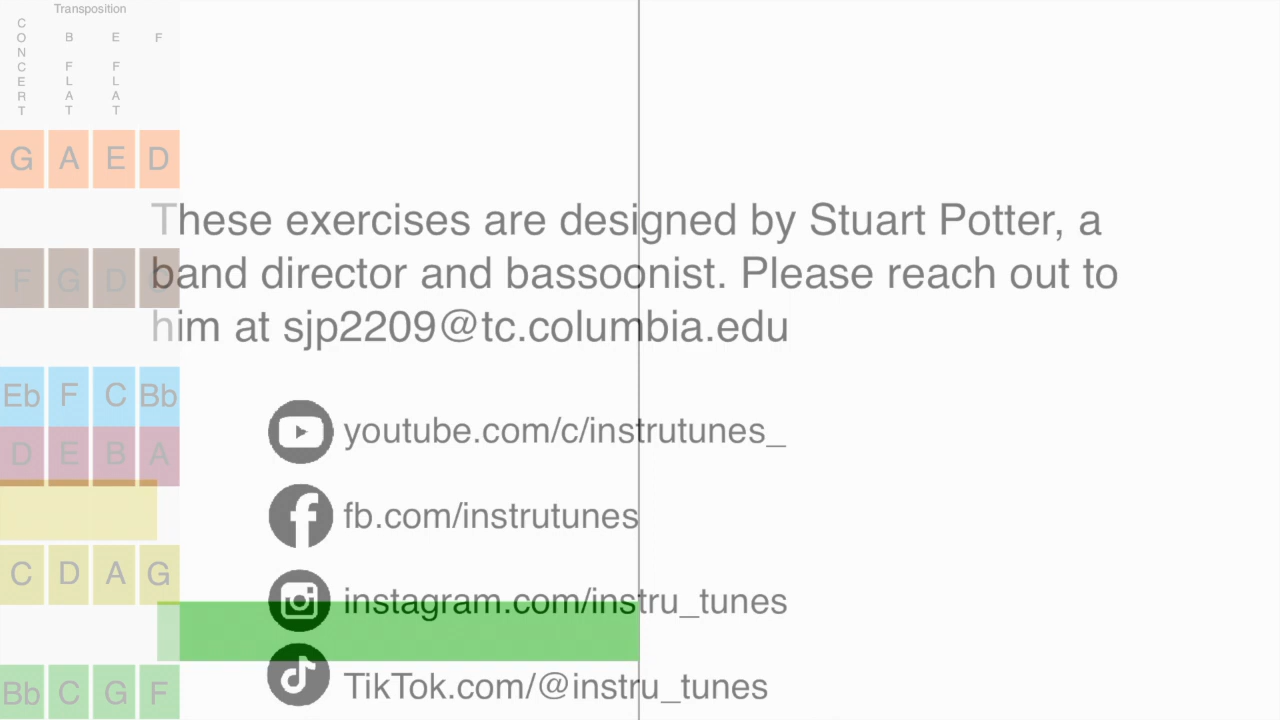 Transposition
CONCERT
B FLAT
E FLAT
F
G A E D
These exercises are designed by Stuart Potter, a
band director and bassoonist. Please reach out to
him at sjp2209@tc.columbia.edu
F G D C
Eb F C Bb
D E B A
C D A G
Bb C G F
youtube.com/c/instrutunes_
fb.com/instrutunes
instagram.com/instru_tunes
TikTok.com/@instru_tunes